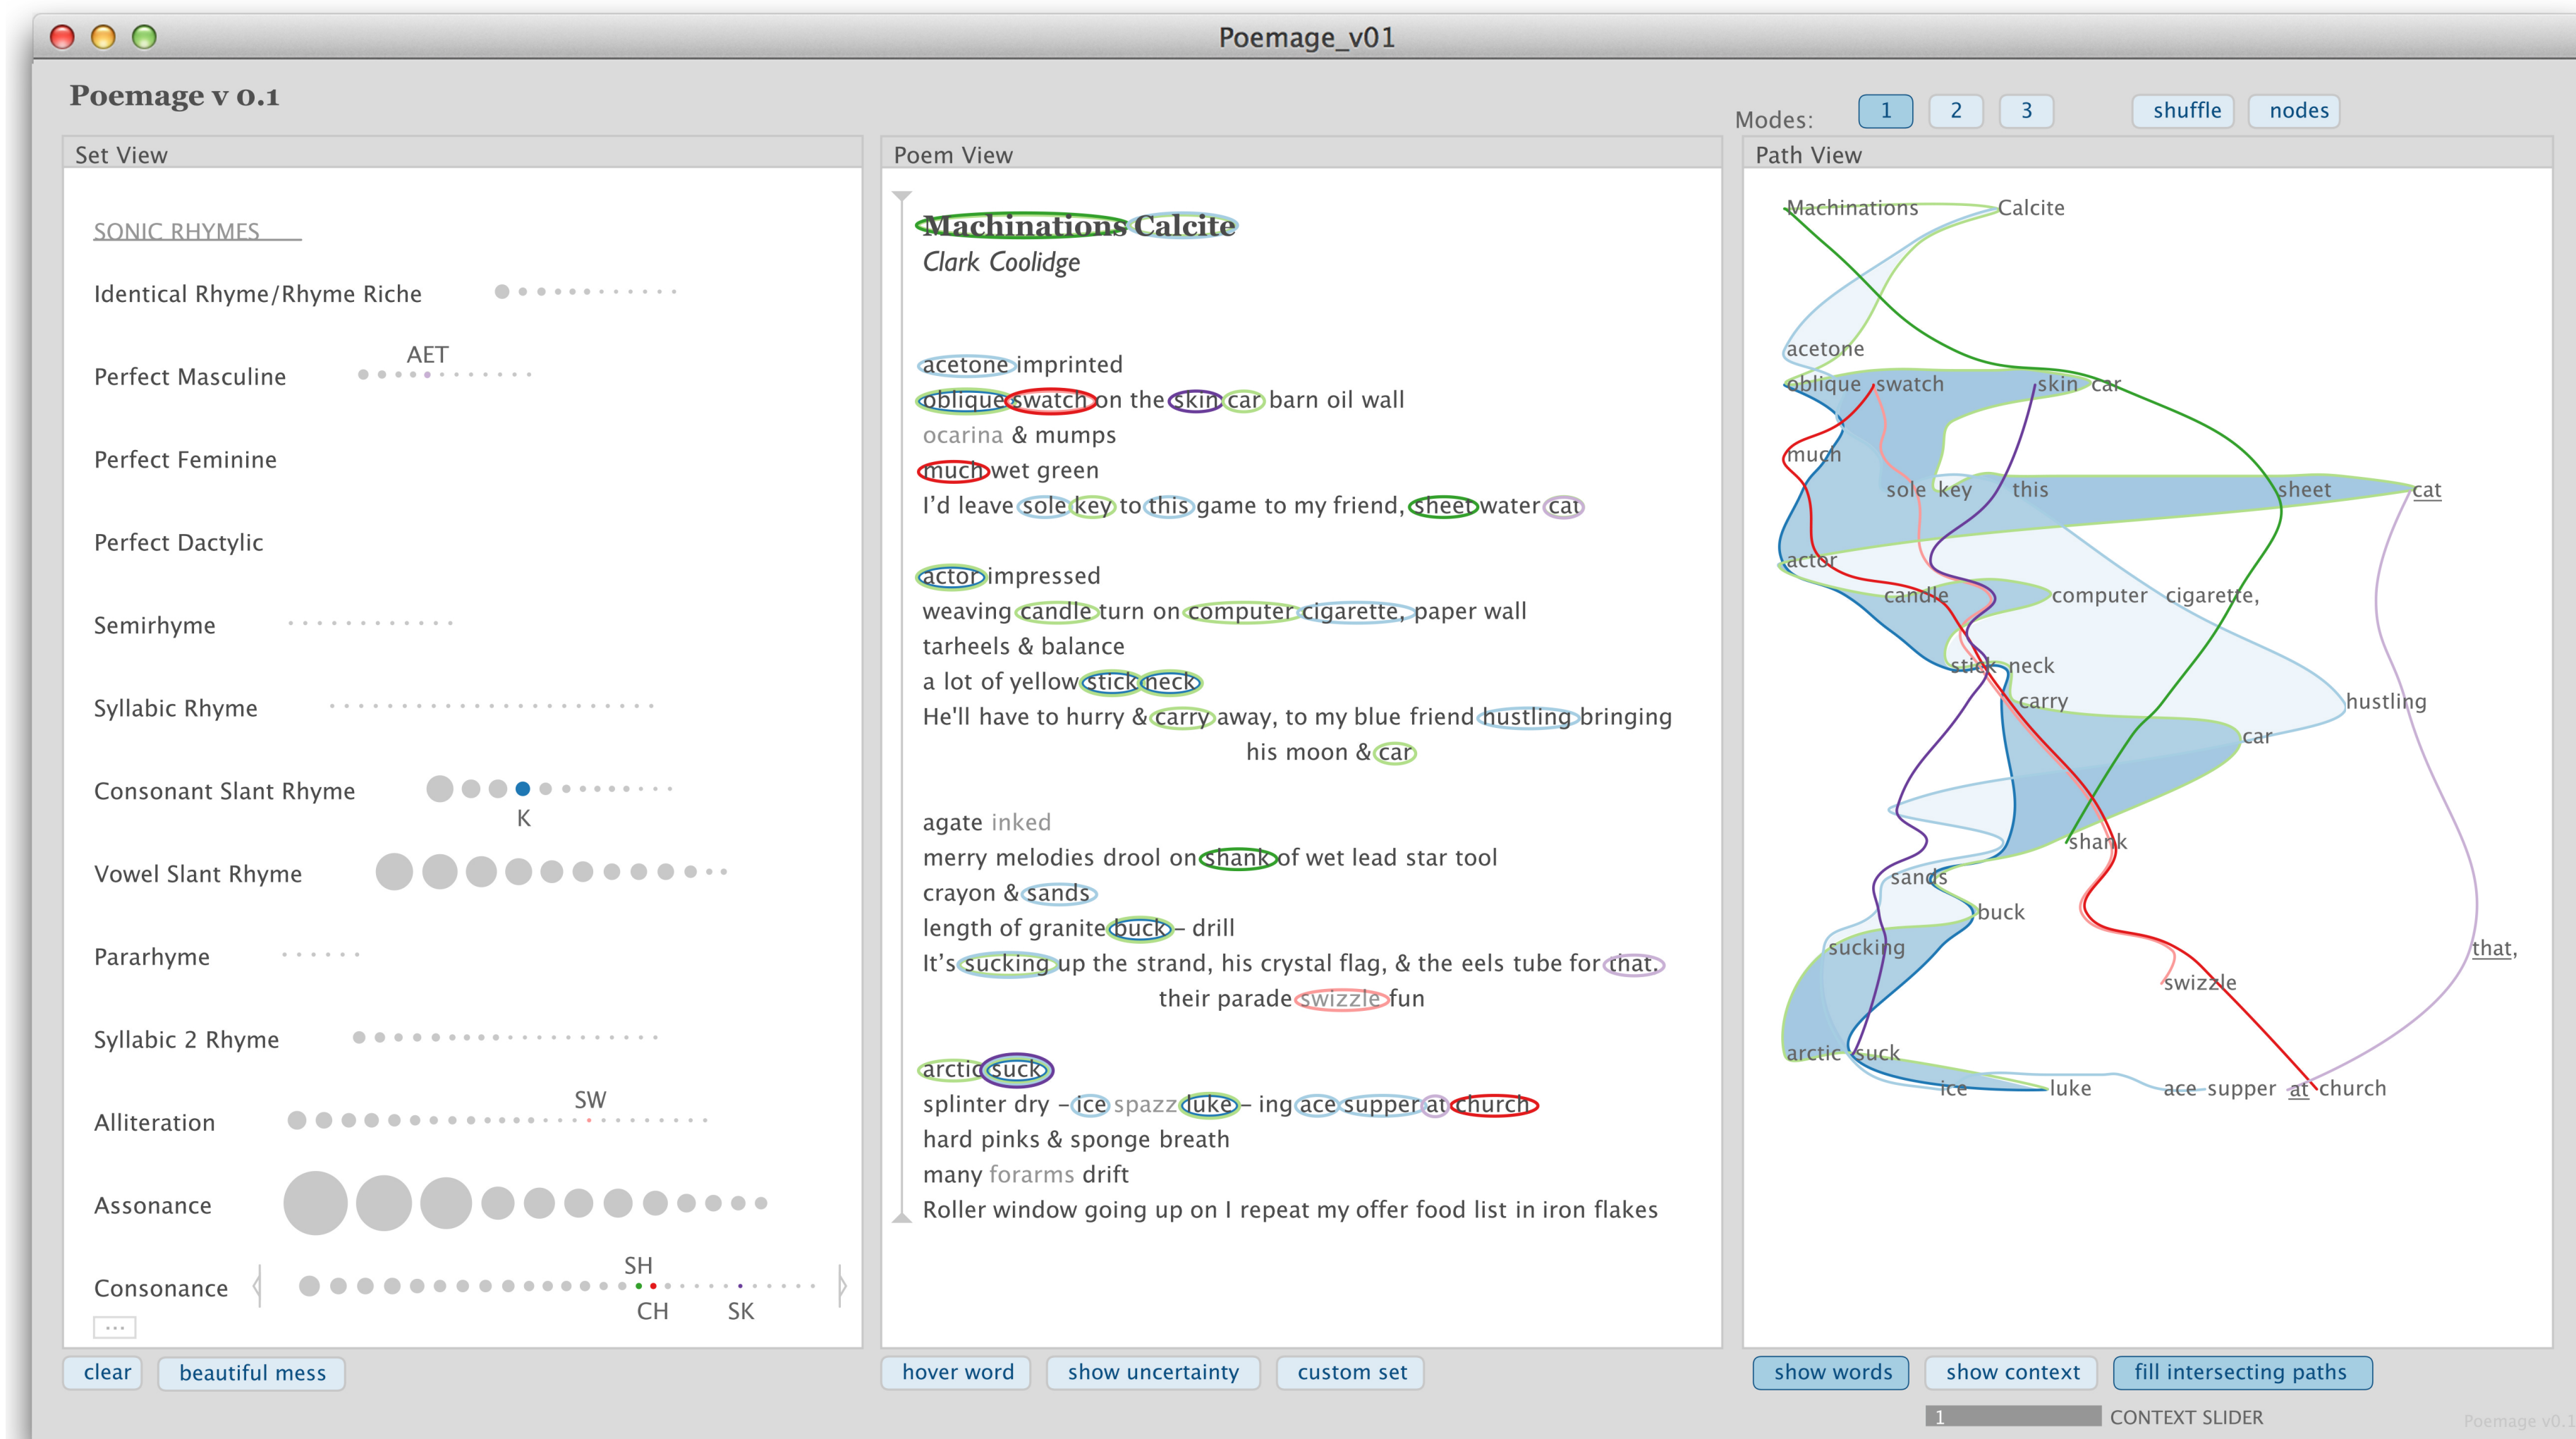 Poemage_v01
Poemage v 0.1
Modes: 1 2 3 shuffle nodes
Set View
SONIC RHYMES
Identical Rhyme/Rhyme Riche
AET
Perfect Masculine
Perfect Feminine
Perfect Dactylic
Semirhyme
Syllabic Rhyme
Consonant Slant Rhyme
K
Vowel Slant Rhyme
Pararhyme
Syllabic 2 Rhyme
SW
Alliteration
Assonance
SH
Consonance
CH SK
...
clear beautiful mess
Poem View
Machinations Calcite
Clark Coolidge
acetone imprinted
oblique swatch on the skin car barn oil wall
ocarina & mumps
much wet green
I'd leave sole key to this game to my friend, sheet water cat
actor impressed
weaving candle turn on computer cigarette, paper wall
tarheels & balance
a lot of yellow stick neck
He'll have to hurry & carry away, to my blue friend hustling bringing
his moon & car
agate inked
merry melodies drool on shank of wet lead star tool
crayon & sands
length of granite buck – drill
It's sucking up the strand, his crystal flag, & the eels tube for that.
their parade swizzle fun
arctic suck
splinter dry – ice spazz luke – ing ace supper at church
hard pinks & sponge breath
many forarms drift
Roller window going up on I repeat my offer food list in iron flakes
hover word show uncertainty custom set
Path View
Machinations Calcite
acetone
oblique swatch skin car
much
sole key this sheet cat
actor
candle computer cigarette,
stick neck
carry hustling
car
shank
sands
buck
sucking that,
swizzle
arctic suck
ice luke ace supper at church
show words show context fill intersecting paths
1 CONTEXT SLIDER
Poemage v0.1